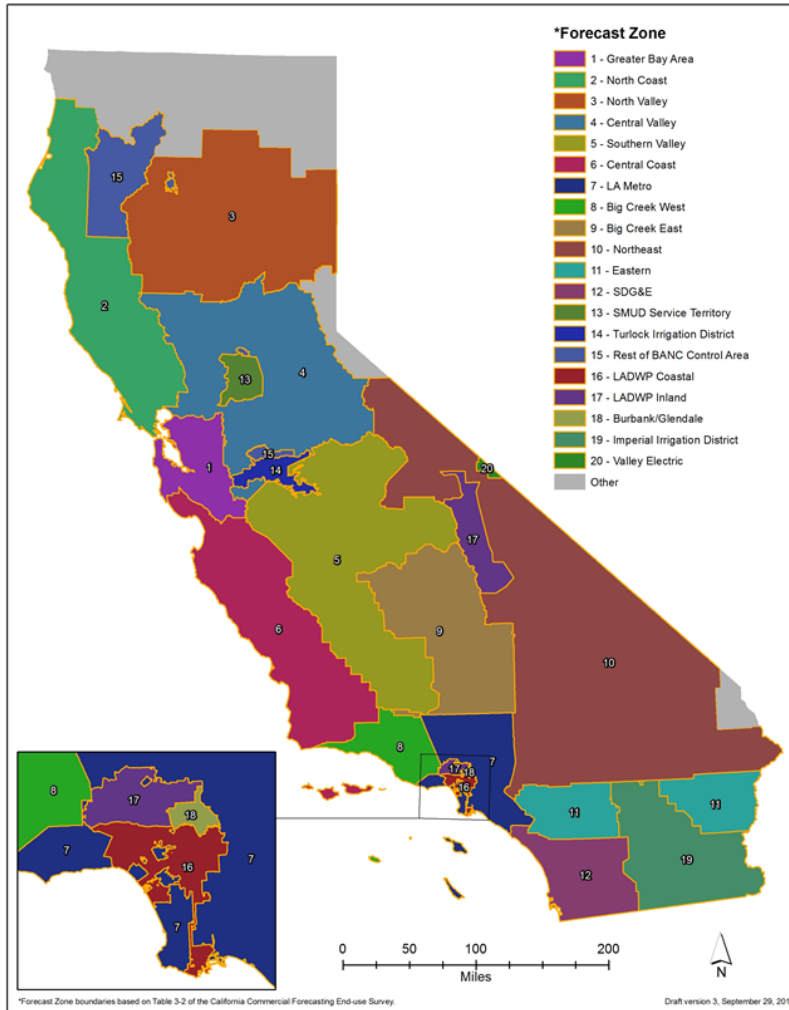 *Forecast Zone
1 - Greater Bay Area
2 - North Coast
3 - North Valley
4 - Central Valley
5 - Southern Valley
6 - Central Coast
7 - LA Metro
8 - Big Creek West
9 - Big Creek East
10 - Northeast
11 - Eastern
12 - SDG&E
13 - SMUD Service Territory
14 - Turlock Irrigation District
15 - Rest of BANC Control Area
16 - LADWP Coastal
17 - LADWP Inland
18 - Burbank/Glendale
19 - Imperial Irrigation District
20 - Valley Electric
Other
15
3
2
13
4
15
14
20
1
17
5
6
9
10
8
7
17
18
16
11
11
12
19
8
17
18
7
16
7
7
0 50 100 200
Miles
N
*Forecast Zone boundaries based on Table 3-2 of the California Commercial Forecasting End-use Survey.
Draft version 3, September 29, 201